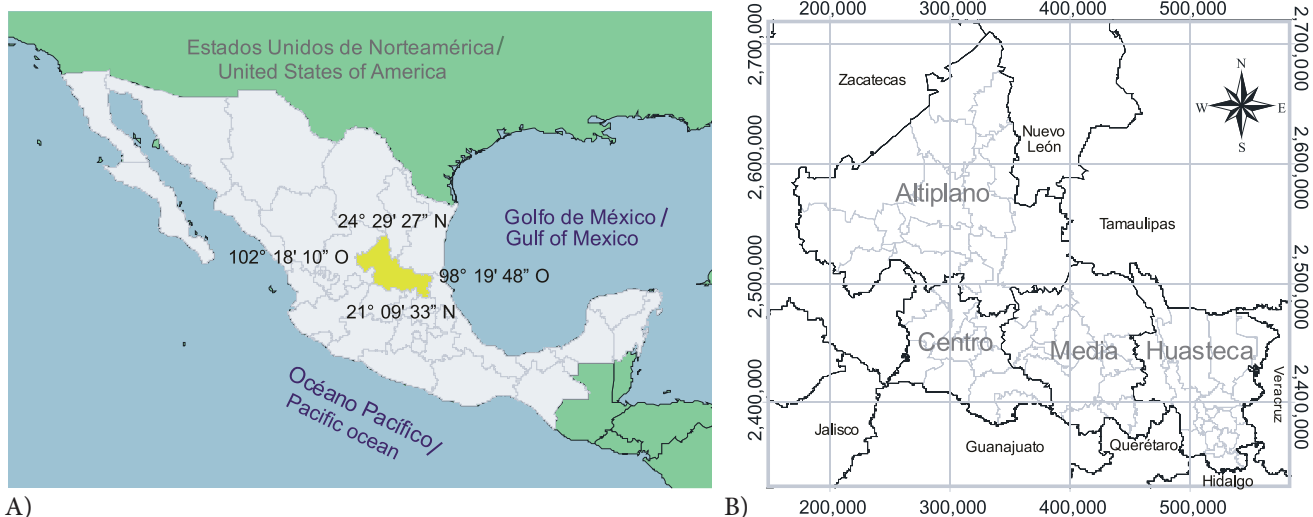 Estados Unidos de Norteamérica/
United States of America
Golfo de México /
Gulf of Mexico
24° 29' 27” N
102° 18' 10” O
98° 19' 48” O
21° 09' 33” N
Océano Pacífico/
Pacific ocean
A)
200,000 300,000 400,000 500,000
2,700,000
2,600,000
2,500,000
2,400,000
Zacatecas
Nuevo
León
N
W E
S
Altiplano
Tamaulipas
Centro
Media
Huasteca
Veracruz
Jalisco
Guanajuato
Querétaro
Hidalgo
2,700,000
2,600,000
2,500,000
2,400,000
200,000 300,000 400,000 500,000
B)